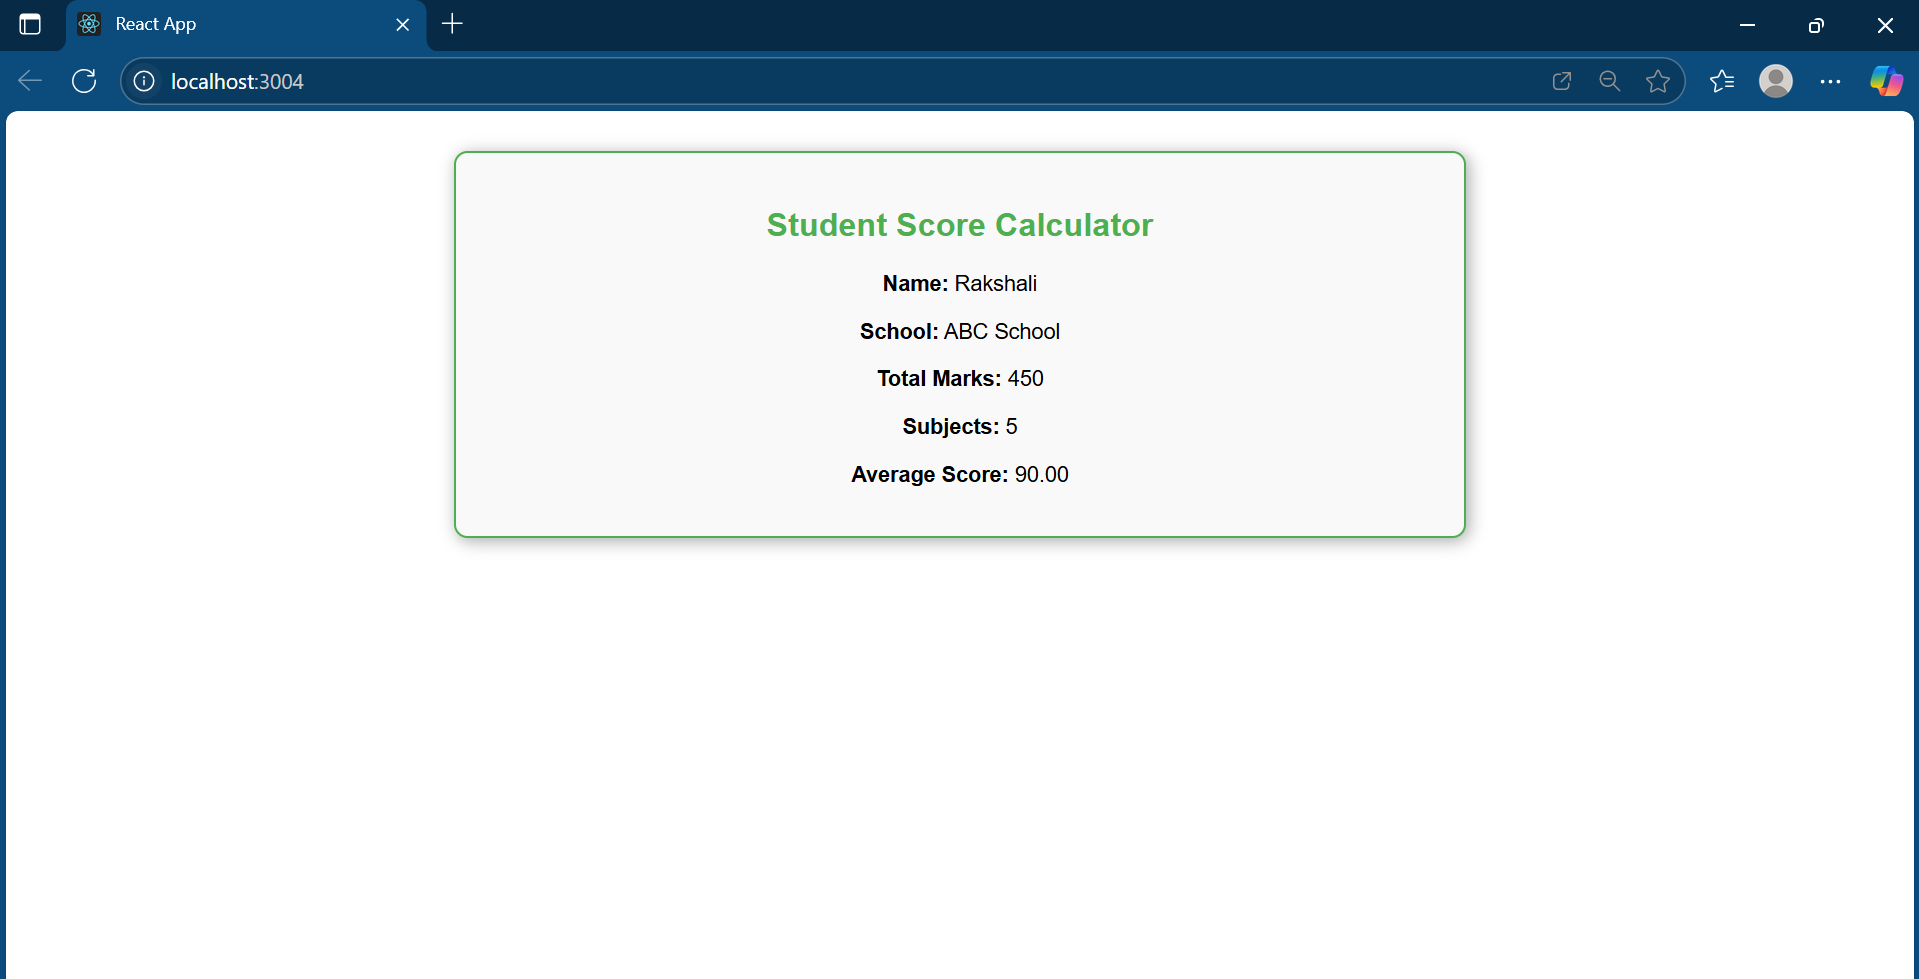 React App
localhost:3004
Student Score Calculator
Name: Rakshali
School: ABC School
Total Marks: 450
Subjects: 5
Average Score: 90.00